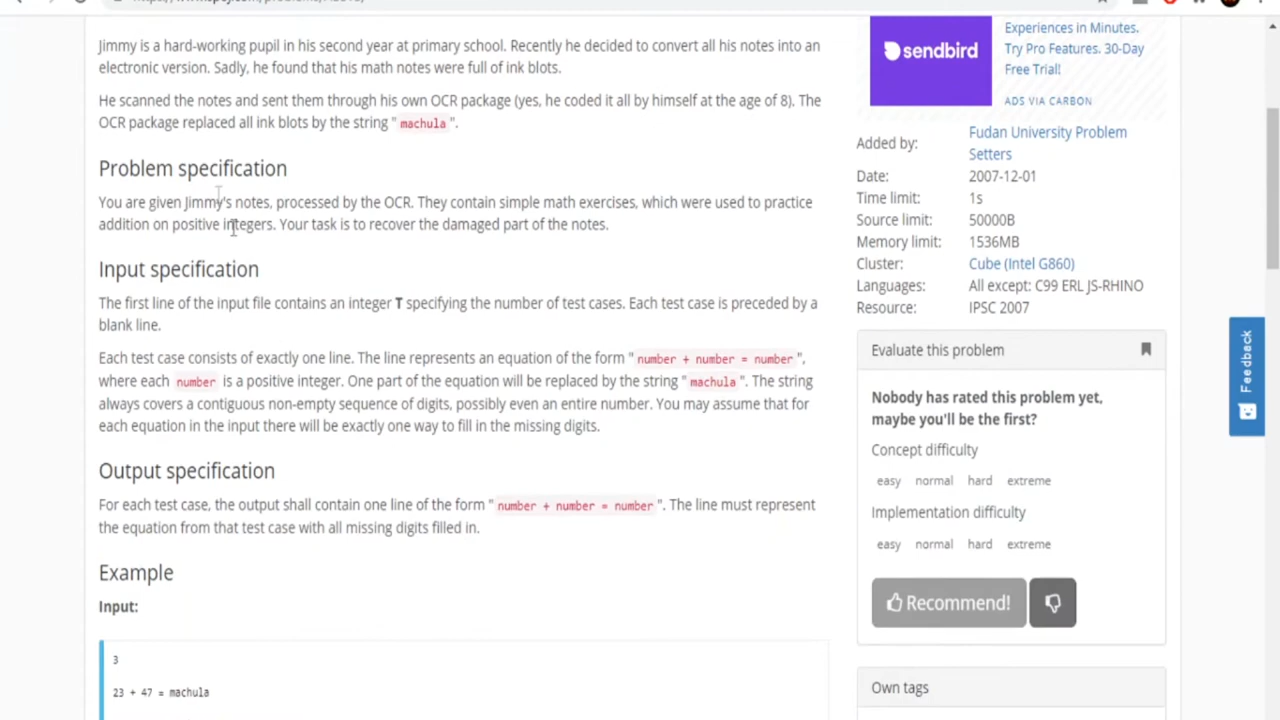 Jimmy is a hard-working pupil in his second year at primary school. Recently he decided to convert all his notes into an
electronic version. Sadly, he found that his math notes were full of ink blots.
He scanned the notes and sent them through his own OCR package (yes, he coded it all by himself at the age of 8). The
OCR package replaced all ink blots by the string " machula ".
Problem specification
You are given Jimmy's notes, processed by the OCR. They contain simple math exercises, which were used to practice
addition on positive integers. Your task is to recover the damaged part of the notes.
Input specification
The first line of the input file contains an integer T specifying the number of test cases. Each test case is preceded by a
blank line.
Each test case consists of exactly one line. The line represents an equation of the form " number + number = number ",
where each number is a positive integer. One part of the equation will be replaced by the string " machula ". The string
always covers a contiguous non-empty sequence of digits, possibly even an entire number. You may assume that for
each equation in the input there will be exactly one way to fill in the missing digits.
Output specification
For each test case, the output shall contain one line of the form " number + number = number ". The line must represent
the equation from that test case with all missing digits filled in.
Example
Input:
3
23 + 47 = machula
sendbird
Experiences in Minutes.
Try Pro Features. 30-Day
Free Trial!
ADS VIA CARBON
Added by: Fudan University Problem
Setters
Date: 2007-12-01
Time limit: 1s
Source limit: 50000B
Memory limit: 1536MB
Cluster: Cube (Intel G860)
Languages: All except: C99 ERL JS-RHINO
Resource: IPSC 2007
Evaluate this problem
Nobody has rated this problem yet,
maybe you'll be the first?
Concept difficulty
easy normal hard extreme
Implementation difficulty
easy normal hard extreme
Recommend!
Own tags
Feedback